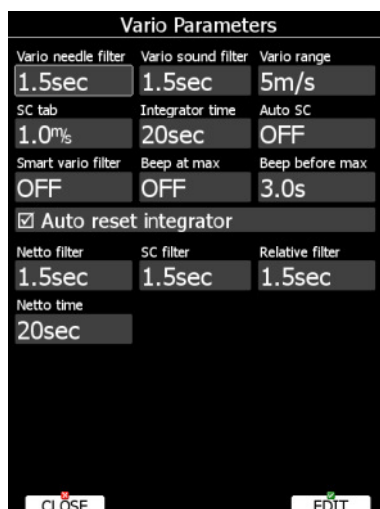 Vario Parameters
Vario needle filter Vario sound filter Vario range
1.5sec 1.5sec 5m/s
SC tab Integrator time Auto SC
1.0m/s 20sec OFF
Smart vario filter Beep at max Beep before max
OFF OFF 3.0s
☑ Auto reset integrator
Netto filter SC filter Relative filter
1.5sec 1.5sec 1.5sec
Netto time
20sec
CLOSE EDIT